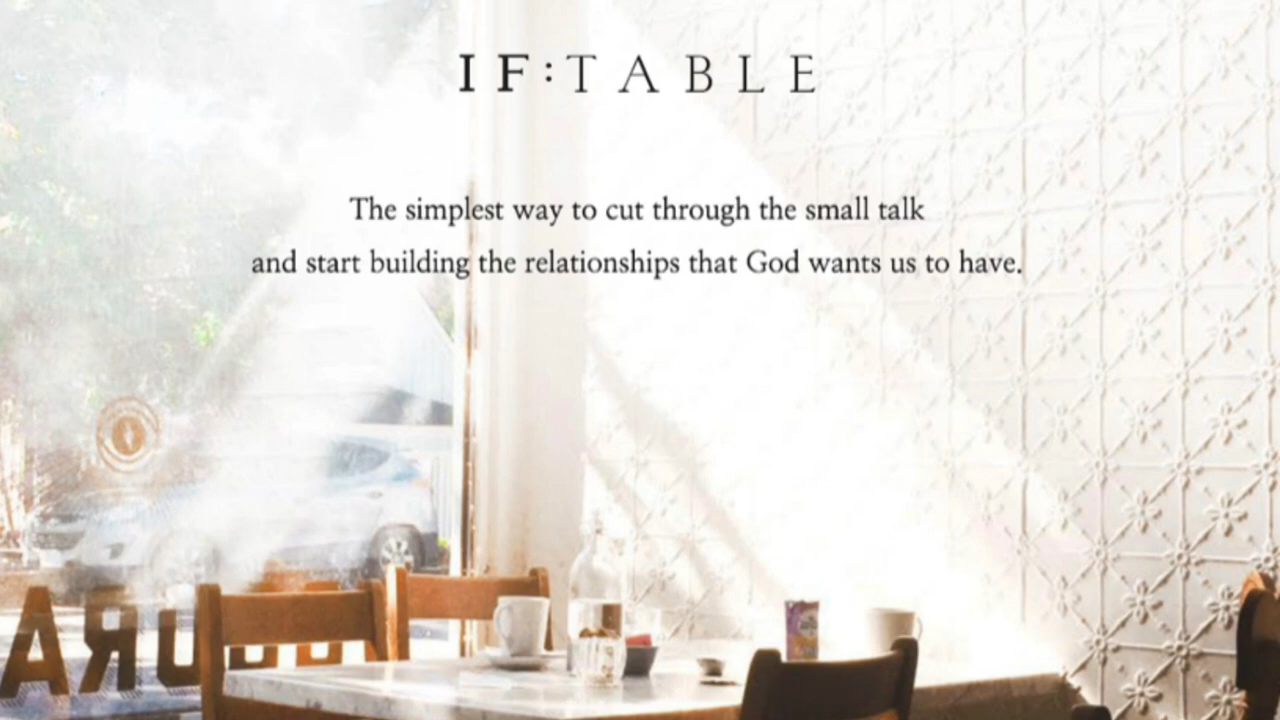 IF:TABLE
The simplest way to cut through the small talk
and start building the relationships that God wants us to have.